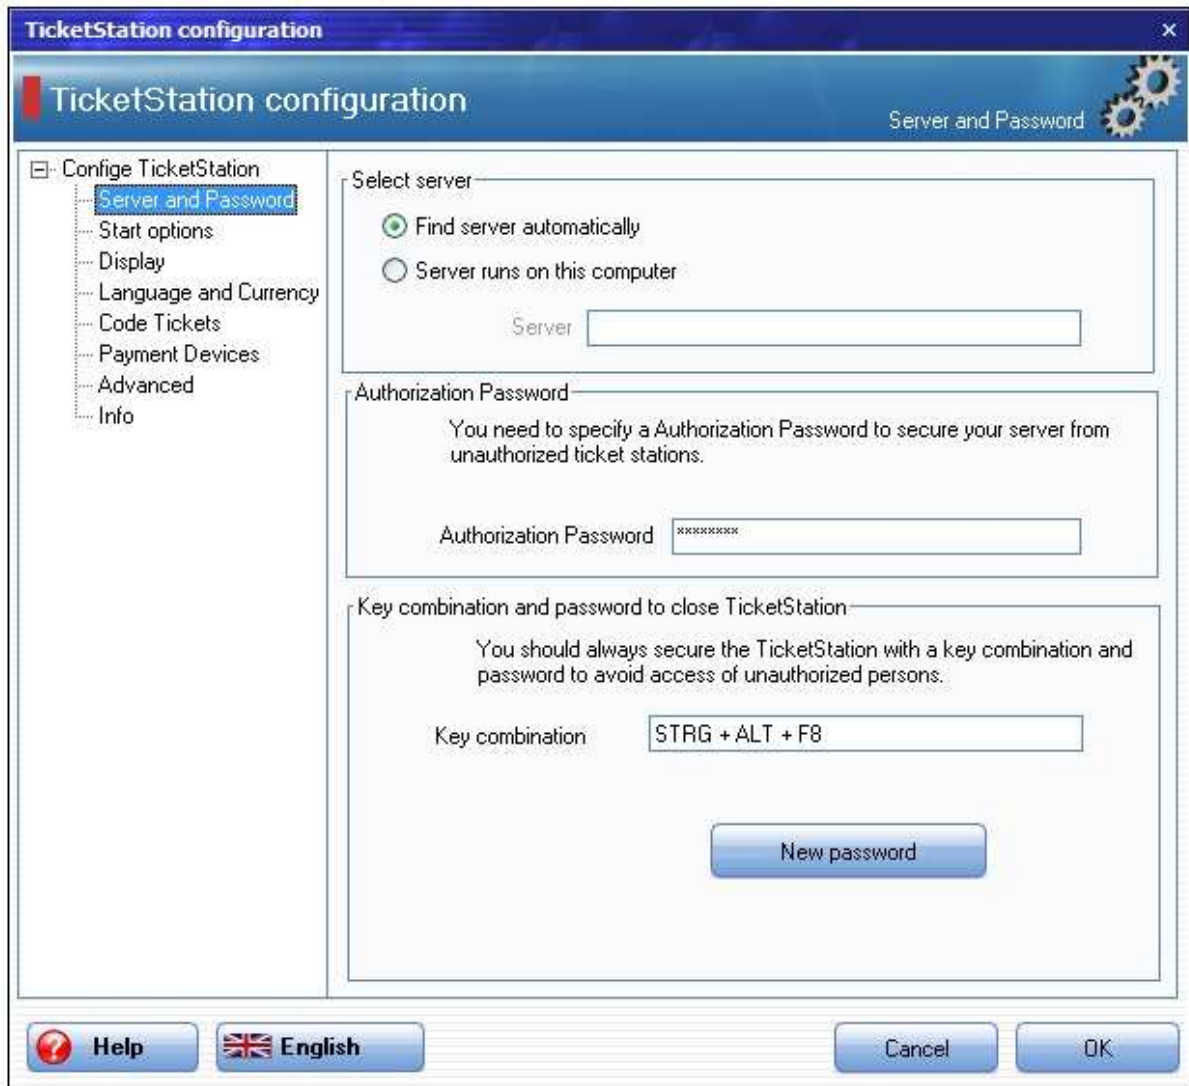 TicketStation configuration
TicketStation configuration
Server and Password
Confige TicketStation
Server and Password
Start options
Display
Language and Currency
Code Tickets
Payment Devices
Advanced
Info
Select server
Find server automatically
Server runs on this computer
Server
Authorization Password
You need to specify a Authorization Password to secure your server from
unauthorized ticket stations.
Authorization Password ********
Key combination and password to close TicketStation
You should always secure the TicketStation with a key combination and
password to avoid access of unauthorized persons.
Key combination STRG + ALT + F8
New password
Help English Cancel OK